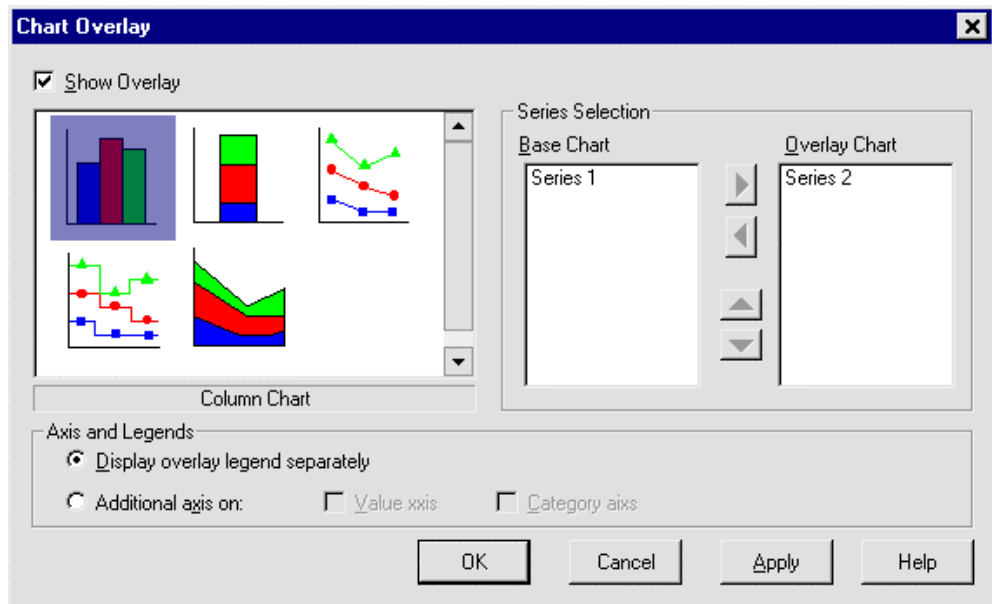 Chart Overlay
Show Overlay
Column Chart
Series Selection
Base Chart
Overlay Chart
Series 1
Series 2
Axis and Legends
Display overlay legend separately
Additional axis on:
Value xxis
Category aixs
OK
Cancel
Apply
Help